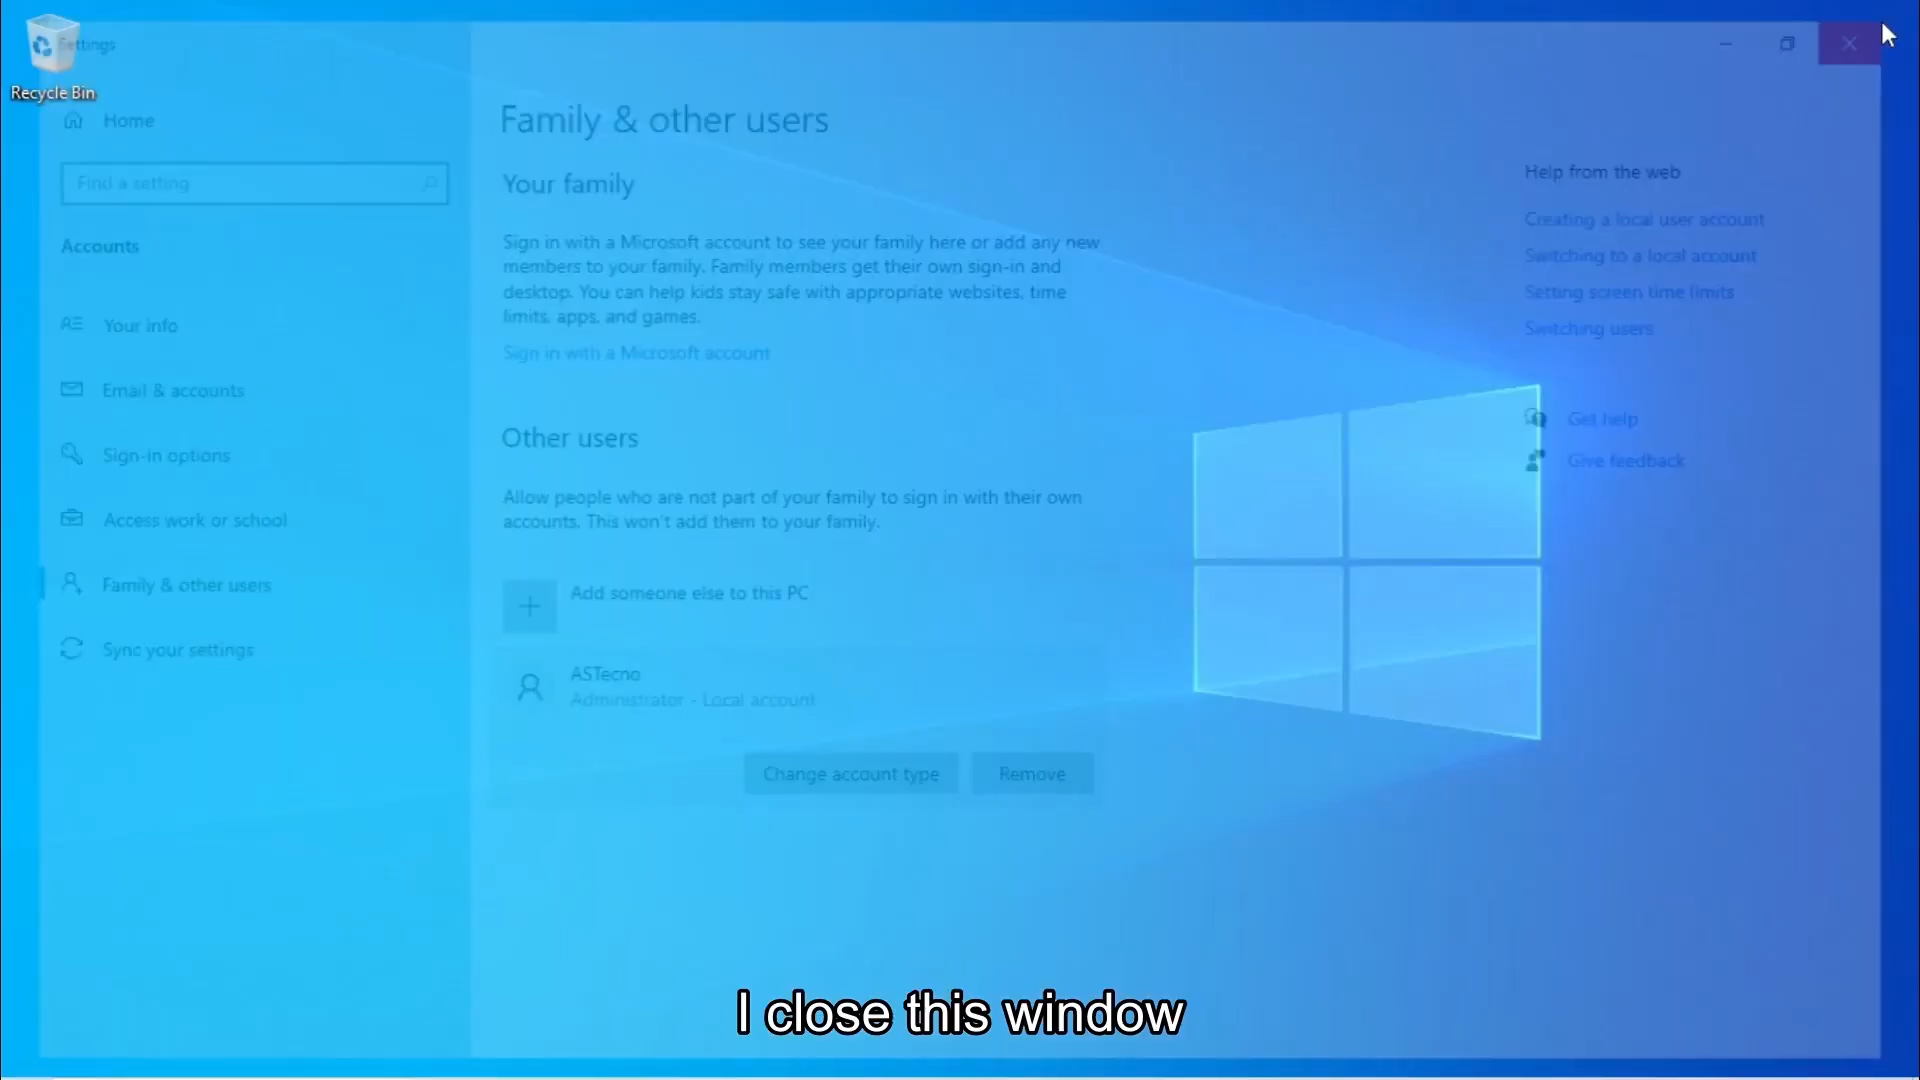 Settings
Recycle Bin
Home
Find a setting
Accounts
Your info
Email & accounts
Sign-in options
Access work or school
Family & other users
Sync your settings
Family & other users
Your family
Sign in with a Microsoft account to see your family here or add any new
members to your family. Family members get their own sign-in and
desktop. You can help kids stay safe with appropriate websites, time
limits, apps, and games.
Sign in with a Microsoft account
Other users
Allow people who are not part of your family to sign in with their own
accounts. This won't add them to your family.
Add someone else to this PC
ASTecno
Administrator - Local account
Change account type
Remove
Help from the web
Creating a local user account
Switching to a local account
Setting screen time limits
Switching users
Get help
Give feedback
I close this window